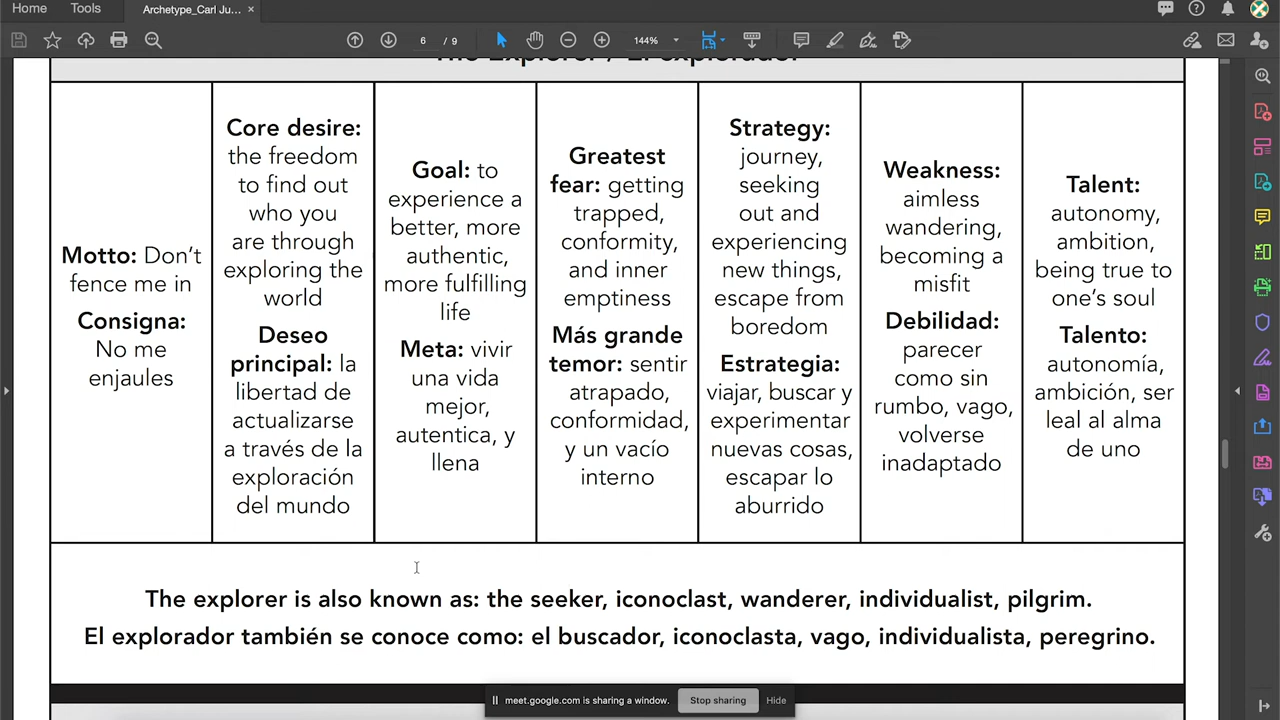 Home
Tools
Archetype_Carl Ju...
×
6 / 9
144%
The Explorer / El explorador
Motto: Don't
fence me in
Consigna:
No me
enjaules
Core desire:
the freedom
to find out
who you
are through
exploring the
world
Deseo
principal: la
libertad de
actualizarse
a través de la
exploración
del mundo
Goal: to
experience a
better, more
authentic,
more fulfilling
life
Meta: vivir
una vida
mejor,
autentica, y
llena
Greatest
fear: getting
trapped,
conformity,
and inner
emptiness
Más grande
temor: sentir
atrapado,
conformidad,
y un vacío
interno
Strategy:
journey,
seeking
out and
experiencing
new things,
escape from
boredom
Estrategia:
viajar, buscar y
experimentar
nuevas cosas,
escapar lo
aburrido
Weakness:
aimless
wandering,
becoming a
misfit
Debilidad:
parecer
como sin
rumbo, vago,
volverse
inadaptado
Talent:
autonomy,
ambition,
being true to
one's soul
Talento:
autonomía,
ambición, ser
leal al alma
de uno
The explorer is also known as: the seeker, iconoclast, wanderer, individualist, pilgrim.
El explorador también se conoce como: el buscador, iconoclasta, vago, individualista, peregrino.
meet.google.com is sharing a window.
Stop sharing
Hide